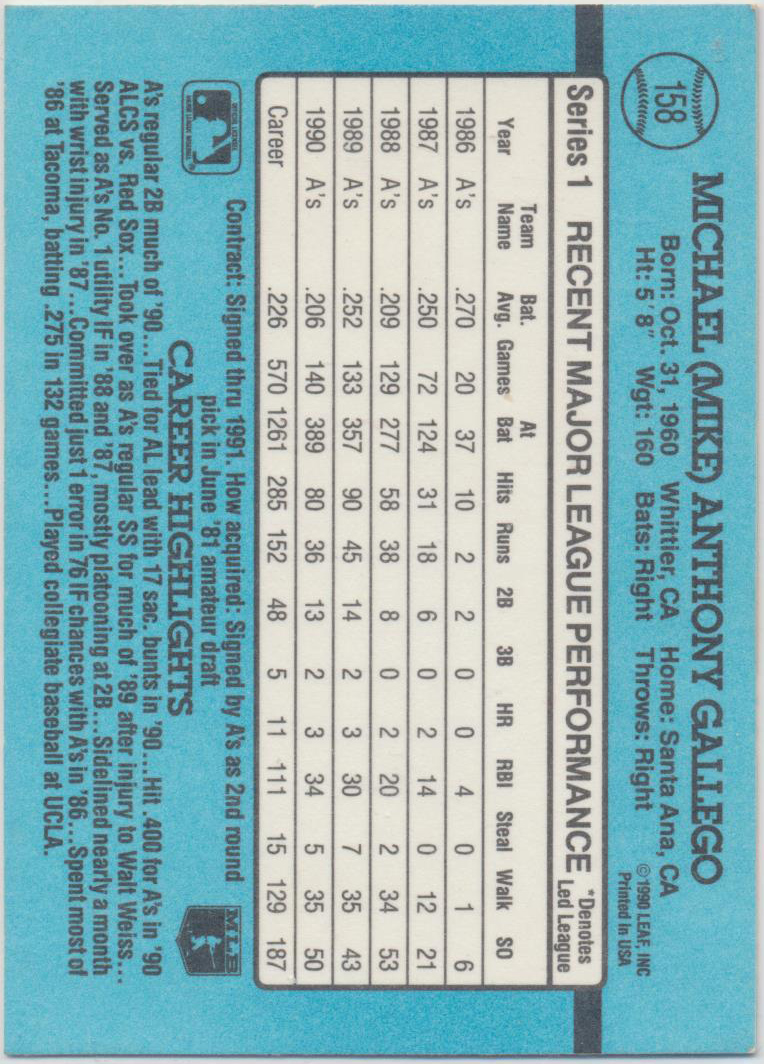 158
MICHAEL (MIKE) ANTHONY GALLEGO
Born: Oct. 31, 1960 Whittier, CA Home: Santa Ana, CA
Ht: 5'8" Wgt: 160 Bats: Right Throws: Right
©1990 LEAF, INC
Printed in USA
Series 1 RECENT MAJOR LEAGUE PERFORMANCE *Denotes Led League
Year Team Name Bat. Avg. Games At Bat Hits Runs 2B 3B HR RBI Steal Walk SO
1986 A's .270 20 37 10 2 2 0 0 4 0 1 6
1987 A's .250 72 124 31 18 6 0 2 14 0 12 21
1988 A's .209 129 277 58 38 8 0 2 20 2 34 53
1989 A's .252 133 357 90 45 14 2 3 30 7 35 43
1990 A's .206 140 389 80 36 13 2 3 34 5 35 50
Career .226 570 1261 285 152 48 5 11 111 15 129 187
OFFICIAL LICENSEE
MAJOR LEAGUE BASEBALL
Contract: Signed thru 1991. How acquired: Signed by A's as 2nd round
pick in June '81 amateur draft
MLB
CAREER HIGHLIGHTS
A's regular 2B much of '90...Tied for AL lead with 17 sac. bunts in '90...Hit .400 for A's in '90
ALCS vs. Red Sox...Took over as A's regular SS for much of '89 after injury to Walt Weiss...
Served as A's No. 1 utility IF in '88 and '87, mostly platooning at 2B...Sidelined nearly a month
with wrist injury in '87...Committed just 1 error in 76 IF chances with A's in '86...Spent most of
'86 at Tacoma, batting .275 in 132 games...Played collegiate baseball at UCLA.